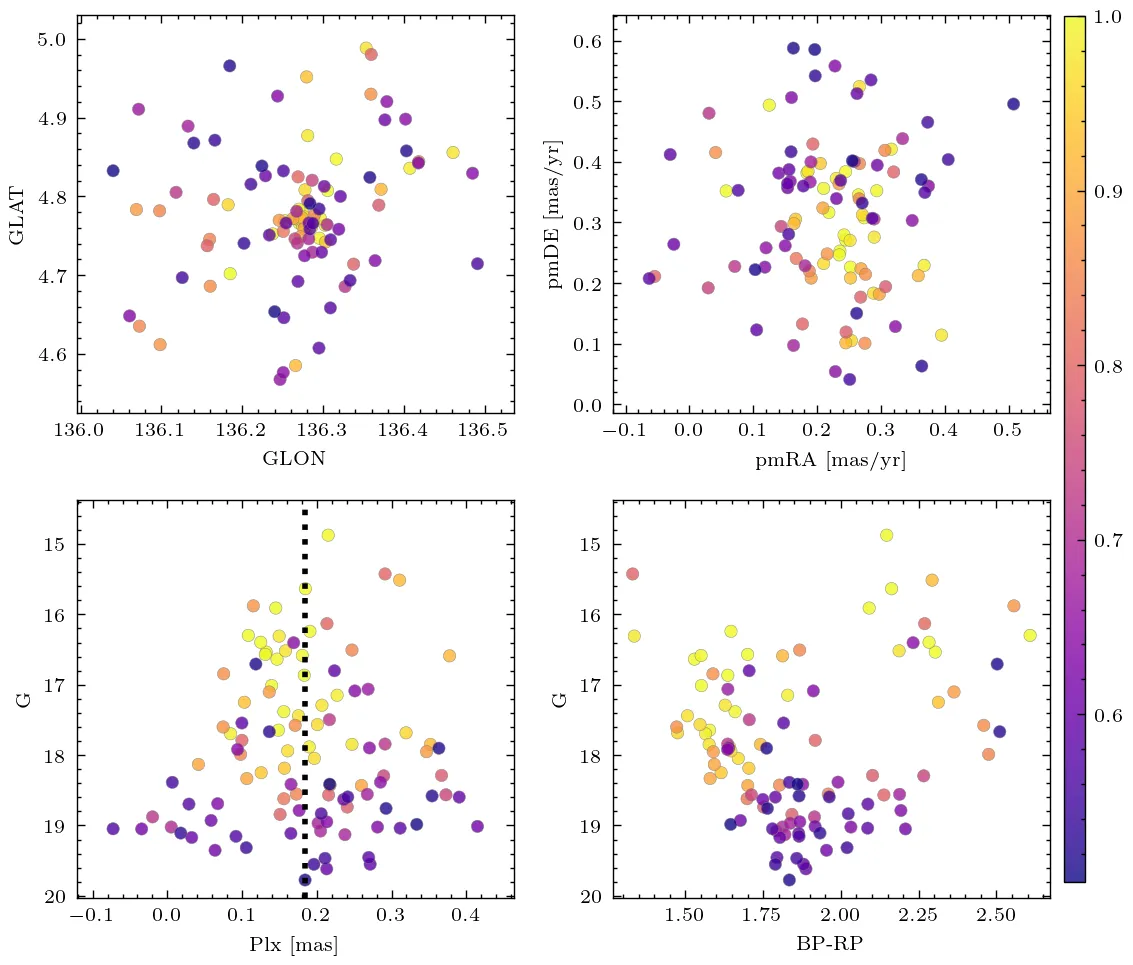 5.0
4.9
4.8
4.7
4.6
GLAT
136.0 136.1 136.2 136.3 136.4 136.5
GLON
0.6
0.5
0.4
0.3
0.2
0.1
0.0
pmDE [mas/yr]
−0.1 0.0 0.1 0.2 0.3 0.4 0.5
pmRA [mas/yr]
1.0
0.9
0.8
0.7
0.6
15
16
17
18
19
20
G
−0.1 0.0 0.1 0.2 0.3 0.4
Plx [mas]
15
16
17
18
19
20
G
1.50 1.75 2.00 2.25 2.50
BP-RP